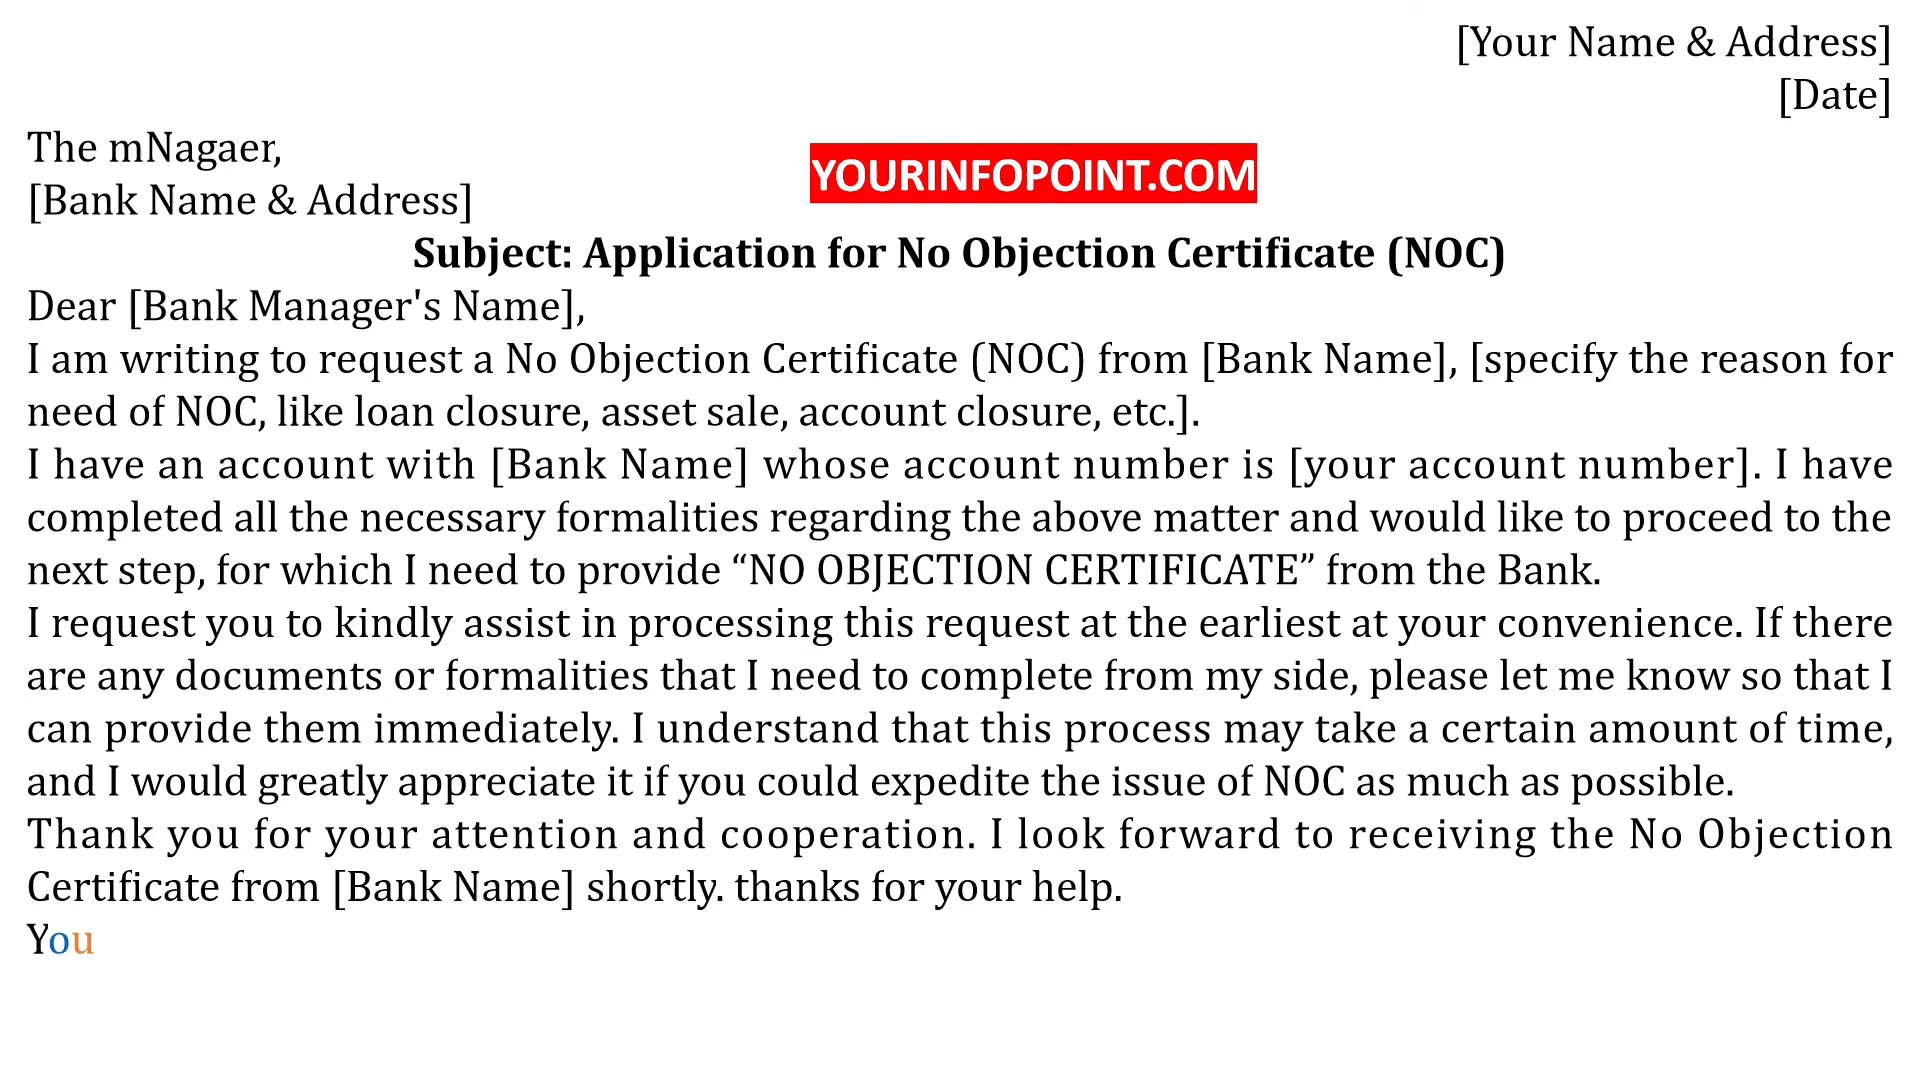 [Your Name & Address]
[Date]
The mNagaer,
YOURINFOPOINT.COM
[Bank Name & Address]
Subject: Application for No Objection Certificate (NOC)
Dear [Bank Manager's Name],
I am writing to request a No Objection Certificate (NOC) from [Bank Name], [specify the reason for
need of NOC, like loan closure, asset sale, account closure, etc.].
I have an account with [Bank Name] whose account number is [your account number]. I have
completed all the necessary formalities regarding the above matter and would like to proceed to the
next step, for which I need to provide “NO OBJECTION CERTIFICATE” from the Bank.
I request you to kindly assist in processing this request at the earliest at your convenience. If there
are any documents or formalities that I need to complete from my side, please let me know so that I
can provide them immediately. I understand that this process may take a certain amount of time,
and I would greatly appreciate it if you could expedite the issue of NOC as much as possible.
Thank you for your attention and cooperation. I look forward to receiving the No Objection
Certificate from [Bank Name] shortly. thanks for your help.
You